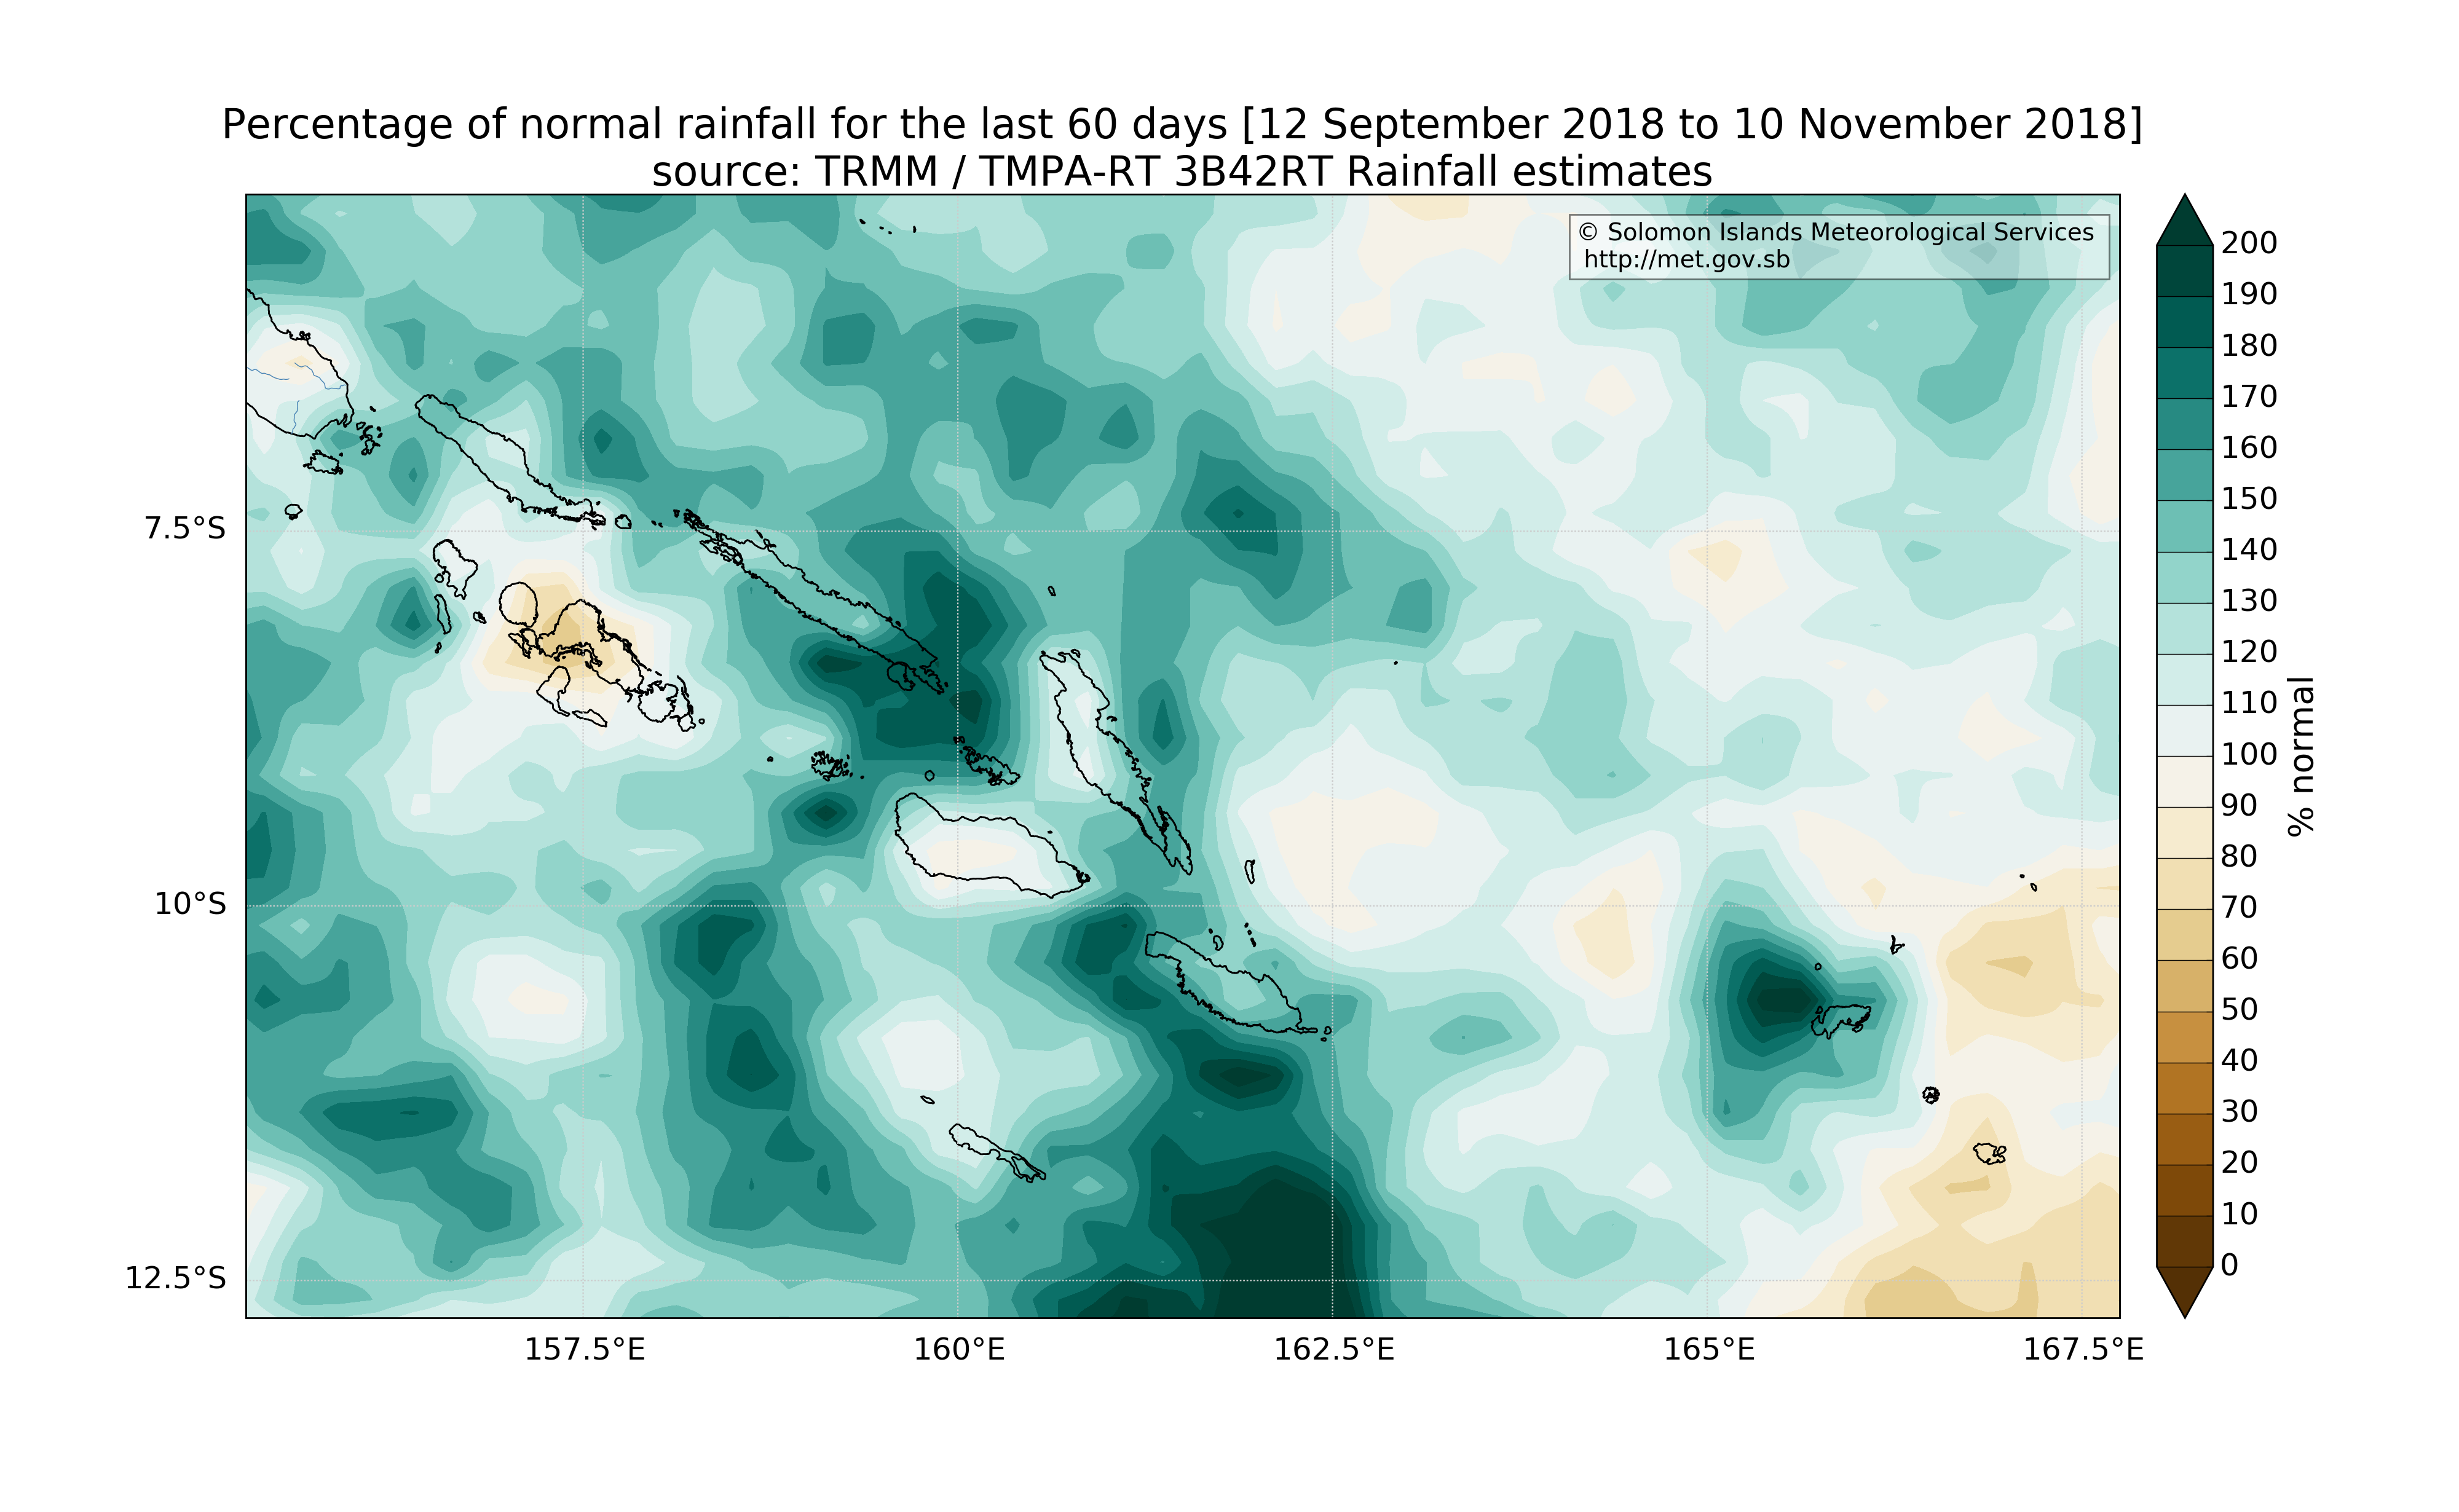 Percentage of normal rainfall for the last 60 days [12 September 2018 to 10 November 2018]
source: TRMM / TMPA-RT 3B42RT Rainfall estimates
© Solomon Islands Meteorological Services
http://met.gov.sb
7.5°S
10°S
12.5°S
157.5°E
160°E
162.5°E
165°E
167.5°E
200
190
180
170
160
150
140
130
120
110
100
90
80
70
60
50
40
30
20
10
0
% normal